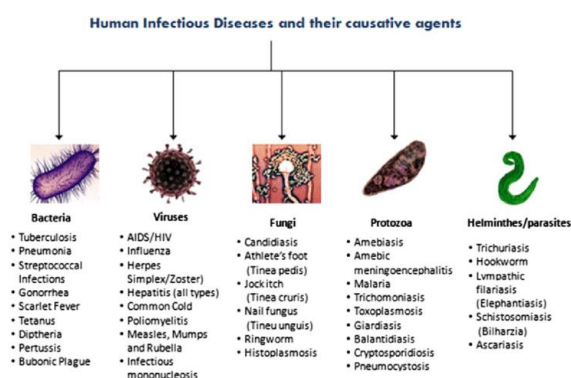 Human Infectious Diseases and their causative agents
Bacteria
• Tuberculosis
• Pneumonia
• Streptococcal
Infections
• Gonorrhea
• Scarlet Fever
• Tetanus
• Diptheria
• Pertussis
• Bubonic Plague
Viruses
• AIDS/HIV
• Influenza
• Herpes
Simplex/Zoster)
• Hepatitis (all types)
• Common Cold
• Poliomyelitis
• Measles, Mumps
and Rubella
• Infectious
mononucleosis
Fungi
• Candidiasis
• Athlete's foot
(Tinea pedis)
• Jock itch
(Tinea cruris)
• Nail fungus
(Tineu unguis)
• Ringworm
• Histoplasmosis
Protozoa
• Amebiasis
• Amebic
meningoencephalitis
• Malaria
• Trichomoniasis
• Toxoplasmosis
• Giardiasis
• Balantidiasis
• Cryptosporidiosis
• Pneumocystosis
Helminthes/parasites
• Trichuriasis
• Hookworm
• Lymphatic
filariasis
(Elephantiasis)
• Schistosomiasis
(Bilharzia)
• Ascariasis